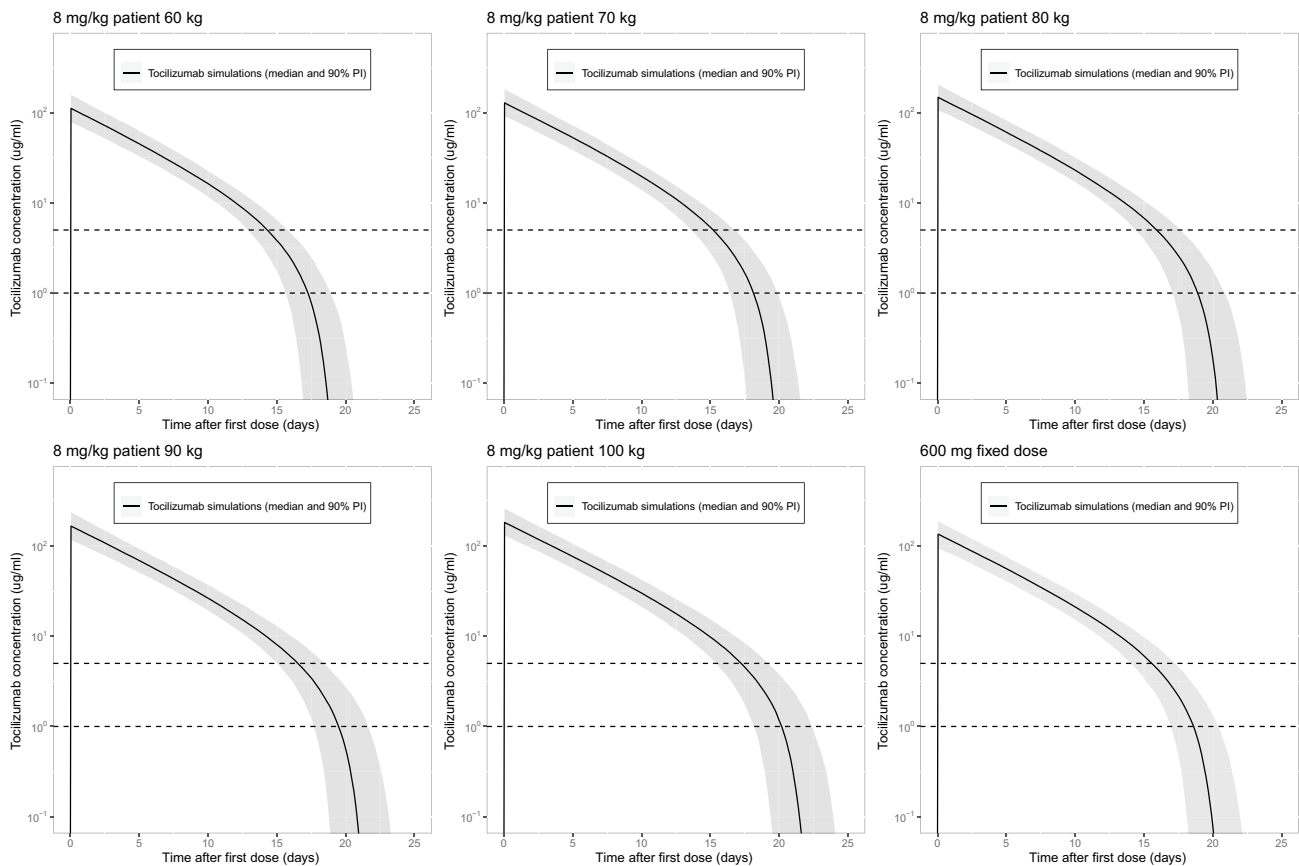 8 mg/kg patient 60 kg
Tocilizumab simulations (median and 90% PI)
Tocilizumab concentration (ug/ml)
10²
10¹
10⁰
10⁻¹
0 5 10 15 20 25
Time after first dose (days)
8 mg/kg patient 70 kg
Tocilizumab simulations (median and 90% PI)
Tocilizumab concentration (ug/ml)
10²
10¹
10⁰
10⁻¹
0 5 10 15 20 25
Time after first dose (days)
8 mg/kg patient 80 kg
Tocilizumab simulations (median and 90% PI)
Tocilizumab concentration (ug/ml)
10²
10¹
10⁰
10⁻¹
0 5 10 15 20 25
Time after first dose (days)
8 mg/kg patient 90 kg
Tocilizumab simulations (median and 90% PI)
Tocilizumab concentration (ug/ml)
10²
10¹
10⁰
10⁻¹
0 5 10 15 20 25
Time after first dose (days)
8 mg/kg patient 100 kg
Tocilizumab simulations (median and 90% PI)
Tocilizumab concentration (ug/ml)
10²
10¹
10⁰
10⁻¹
0 5 10 15 20 25
Time after first dose (days)
600 mg fixed dose
Tocilizumab simulations (median and 90% PI)
Tocilizumab concentration (ug/ml)
10²
10¹
10⁰
10⁻¹
0 5 10 15 20 25
Time after first dose (days)